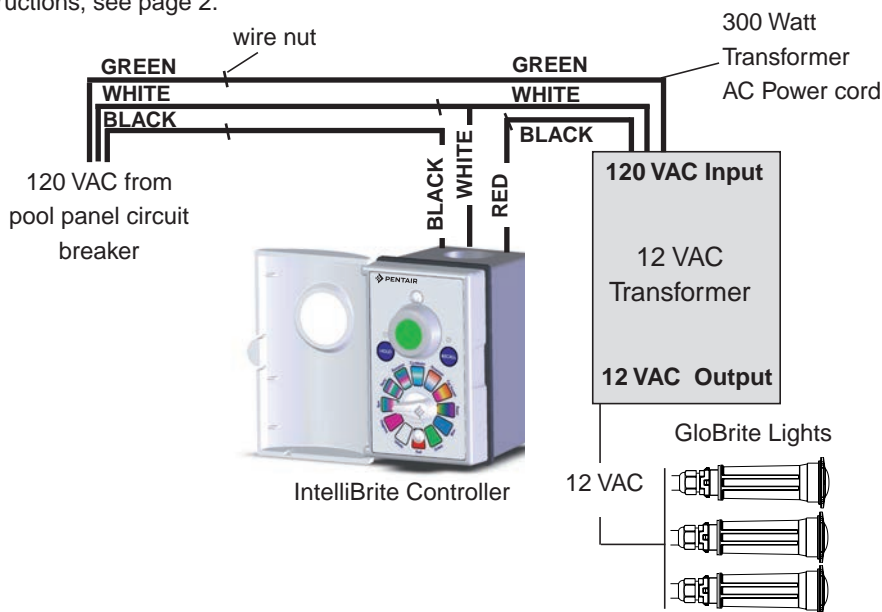 ructions, see page 2.
wire nut
300 Watt
Transformer
AC Power cord
GREEN
GREEN
WHITE
WHITE
BLACK
BLACK
120 VAC from
pool panel circuit
breaker
BLACK
WHITE
RED
120 VAC Input
12 VAC
Transformer
12 VAC Output
PENTAIR
IntelliBrite Controller
12 VAC
GloBrite Lights